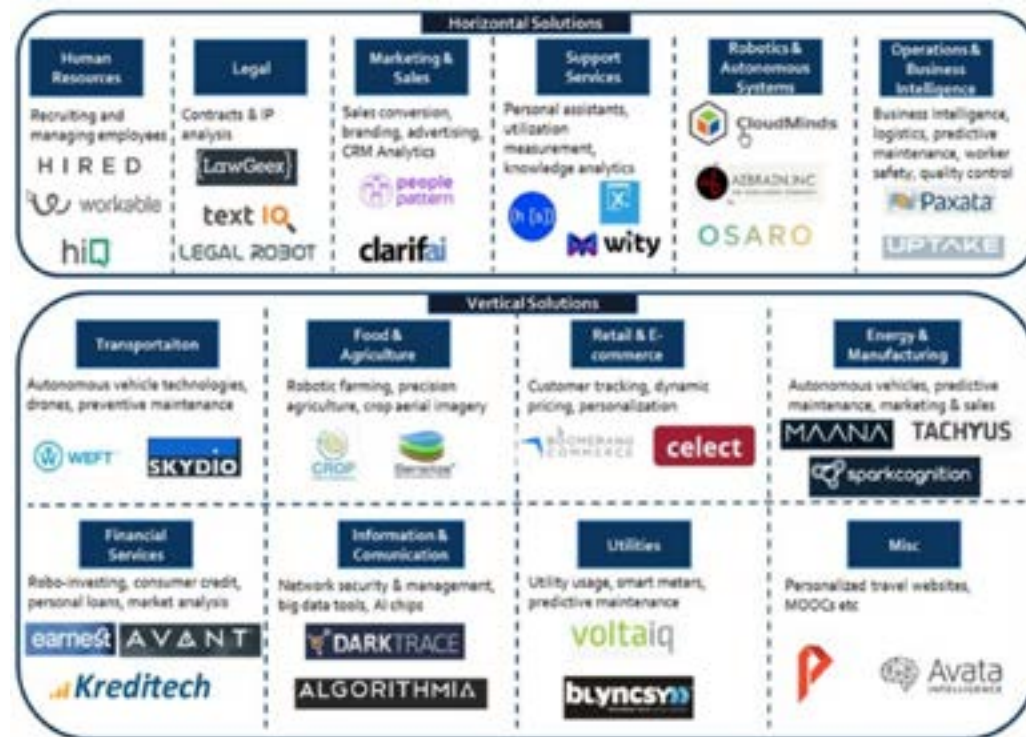 Horizontal Solutions
Human
Resources
Recruiting and
managing employees
HIRED
workable
hiQ
Legal
Contracts & IP
analysis
{LawGeex}
text IQ
LEGAL ROBOT
Marketing &
Sales
Sales conversion,
branding, advertising,
CRM Analytics
people
pattern
clarifai
Support
Services
Personal assistants,
utilization
measurement,
knowledge analytics
wity
Robotics &
Autonomous
Systems
CLOUDMINDS
AIBRAIN.INC
OSARO
Operations &
Business
Intelligence
Business Intelligence,
logistics, predictive
maintenance, worker
safety, quality control
Paxata
UPTAKE
Vertical Solutions
Transportaiton
Autonomous vehicle technologies,
drones, preventive maintenance
WEFT
SKYDIO
Food &
Agriculture
Robotic farming, precision
agriculture, crop aerial imagery
CROP
Retail & E-
commerce
Customer tracking, dynamic
pricing, personalization
BOOMERANG
COMMERCE
celect
Energy &
Manufacturing
Autonomous vehicles, predictive
maintenance, marketing & sales
MAANA
TACHYUS
sparkcognition
Financial
Services
Robo-investing, consumer credit,
personal loans, market analysis
earnest
AVANT
Kreditech
Information &
Comunication
Network security & management,
big data tools, AI chips
DARKTRACE
ALGORITHMIA
Utilities
Utility usage, smart meters,
predictive maintenance
voltaiq
blyncsy
Misc
Personalized travel websites,
MOOCs etc
Avata
INTELLIGENCE